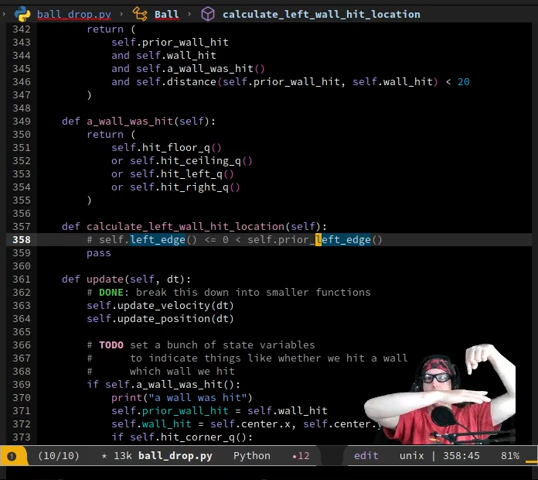 ball_drop.py > Ball > calculate_left_wall_hit_location
342 return (
343 self.prior_wall_hit
344 and self.wall_hit
345 and self.a_wall_was_hit()
346 and self.distance(self.prior_wall_hit, self.wall_hit) < 20
347 )
348
349 def a_wall_was_hit(self):
350 return (
351 self.hit_floor_q()
352 or self.hit_ceiling_q()
353 or self.hit_left_q()
354 or self.hit_right_q()
355 )
356
357 def calculate_left_wall_hit_location(self):
358 # self.left_edge() <= 0 < self.prior_left_edge()
359 pass
360
361 def update(self, dt):
362 # DONE: break this down into smaller functions
363 self.update_velocity(dt)
364 self.update_position(dt)
365
366 # TODO set a bunch of state variables
367 # to indicate things like whether we hit a wall
368 # which wall we hit
369 if self.a_wall_was_hit():
370 print("a wall was hit")
371 self.prior_wall_hit = self.wall_hit
372 self.wall_hit = self.center.x, self.center.
373 if self.hit_corner_q():
(10/10) * 13k ball_drop.py Python •12 edit unix | 358:45 81%